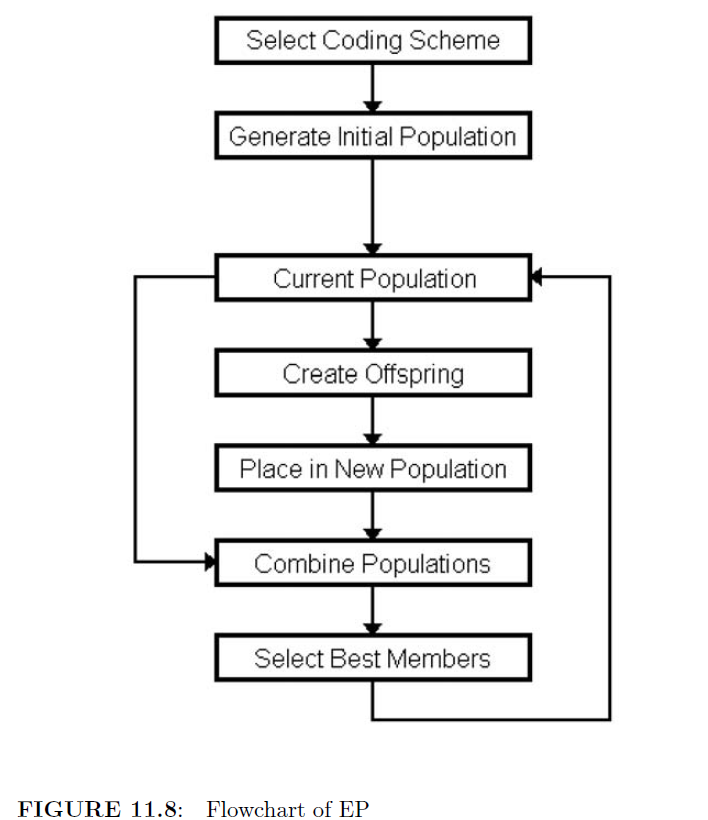 Select Coding Scheme
Generate Initial Population
Current Population
Create Offspring
Place in New Population
Combine Populations
Select Best Members
FIGURE 11.8: Flowchart of EP